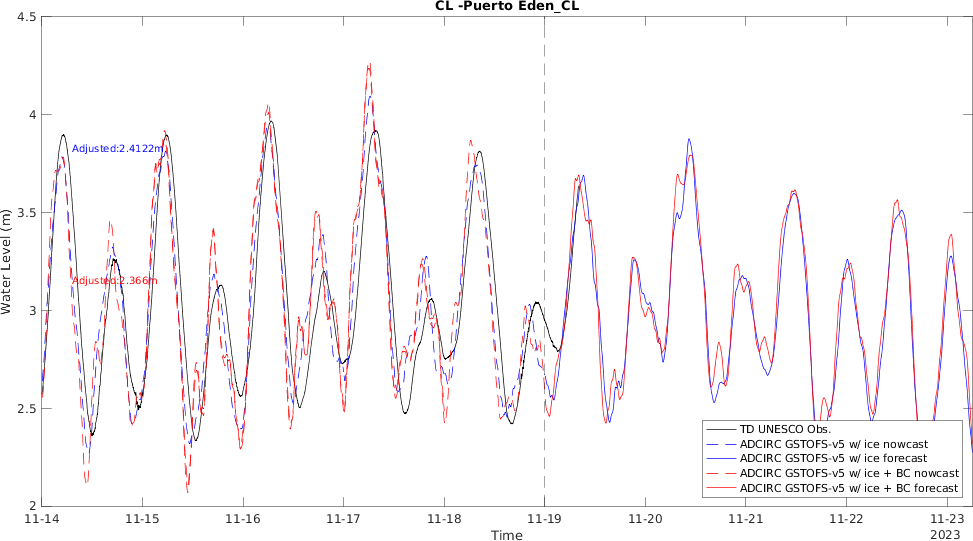 CL -Puerto Eden_CL
4.5
4
3.5
3
2.5
2
Water Level (m)
Adjusted:2.4122m
Adjusted:2.366m
TD UNESCO Obs.
ADCIRC GSTOFS-v5 w/ ice nowcast
ADCIRC GSTOFS-v5 w/ ice forecast
ADCIRC GSTOFS-v5 w/ ice + BC nowcast
ADCIRC GSTOFS-v5 w/ ice + BC forecast
11-14 11-15 11-16 11-17 11-18 11-19 11-20 11-21 11-22 11-23
2023
Time